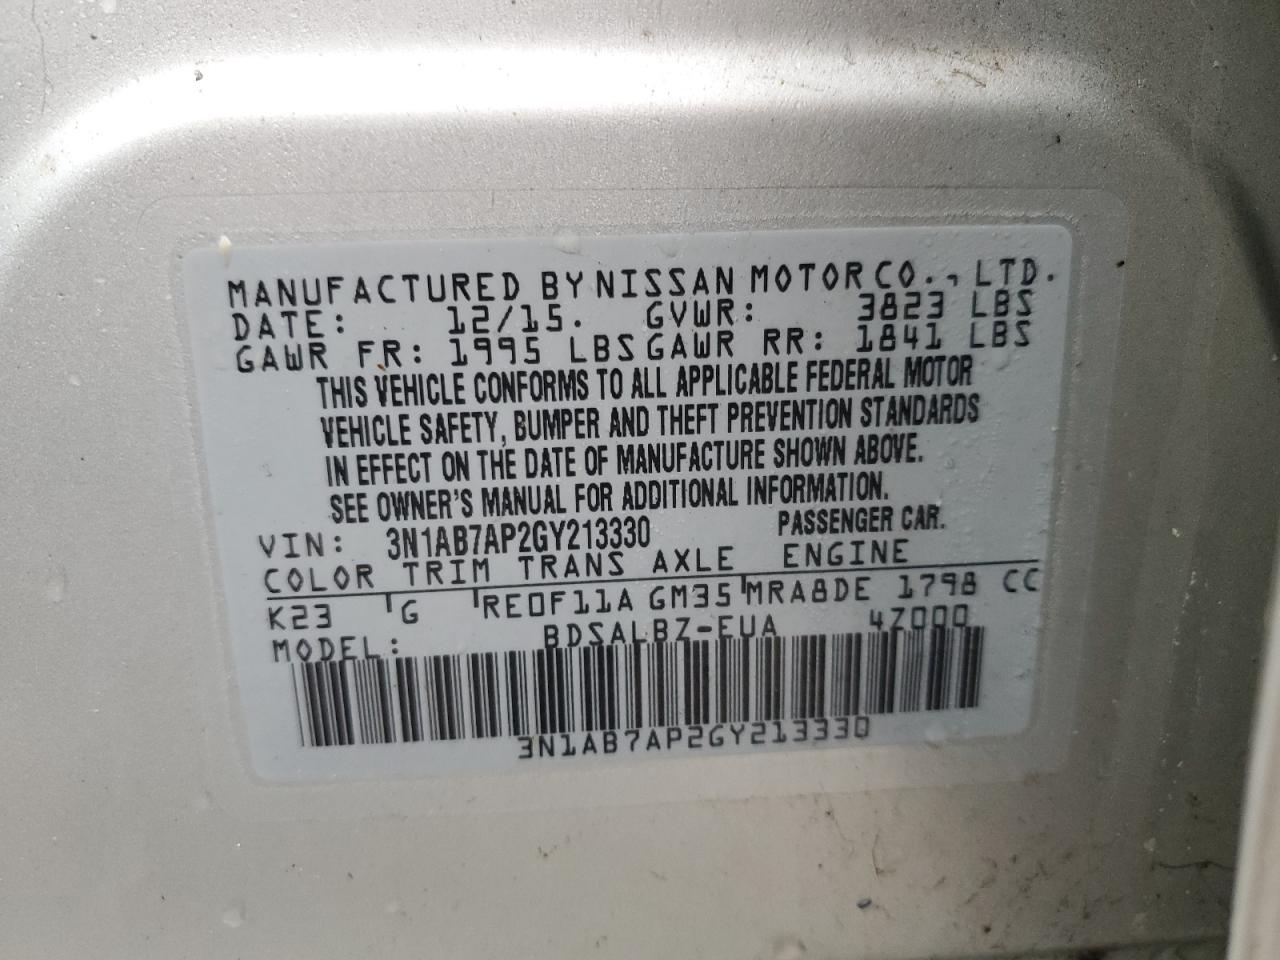 MANUFACTURED BY NISSAN MOTOR CO., LTD.
DATE: 12/15. GVWR: 3823 LBS
GAWR FR: 1995 LBS GAWR RR: 1841 LBS
THIS VEHICLE CONFORMS TO ALL APPLICABLE FEDERAL MOTOR
VEHICLE SAFETY, BUMPER AND THEFT PREVENTION STANDARDS
IN EFFECT ON THE DATE OF MANUFACTURE SHOWN ABOVE.
SEE OWNER'S MANUAL FOR ADDITIONAL INFORMATION.
VIN: 3N1AB7AP2GY213330 PASSENGER CAR.
COLOR TRIM TRANS AXLE ENGINE
K23 G RE0F11A GM35 MRA8DE 1798 CC
MODEL: BDSALBZ-EUA 4Z000
3N1AB7AP2GY213330